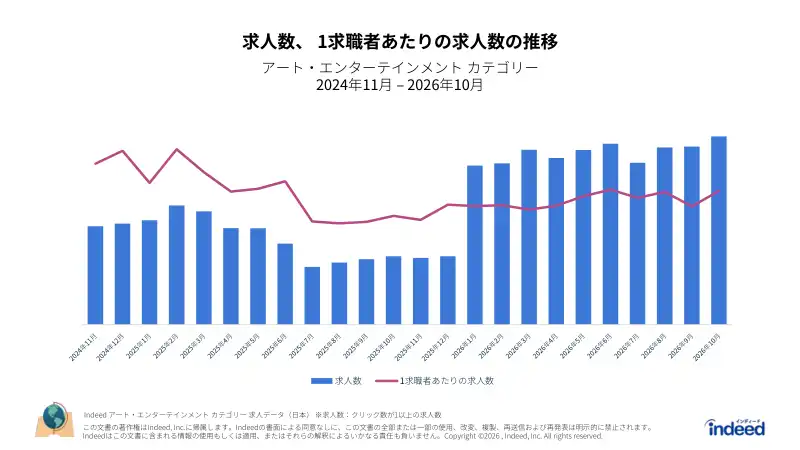 求人数、 1求職者あたりの求人数の推移
アート・エンターテインメント カテゴリー
2024年11月 – 2026年10月
2024年11月
2024年12月
2025年1月
2025年2月
2025年3月
2025年4月
2025年5月
2025年6月
2025年7月
2025年8月
2025年9月
2025年10月
2025年11月
2025年12月
2026年1月
2026年2月
2026年3月
2026年4月
2026年5月
2026年6月
2026年7月
2026年8月
2026年9月
2026年10月
求人数
1求職者あたりの求人数
Indeed アート・エンターテインメント カテゴリー 求人データ（日本） ※求人数：クリック数が1以上の求人数
この文書の著作権はIndeed, Inc.に帰属します。Indeedの書面による同意なしに、この文書の全部または一部の使用、改変、複製、再送信および再発表は明示的に禁止されます。
Indeedはこの文書に含まれる情報の使用もしくは適用、またはそれらの解釈によるいかなる責任も負いません。Copyright ©2026 , Indeed, Inc. All rights reserved.
インディード
indeed